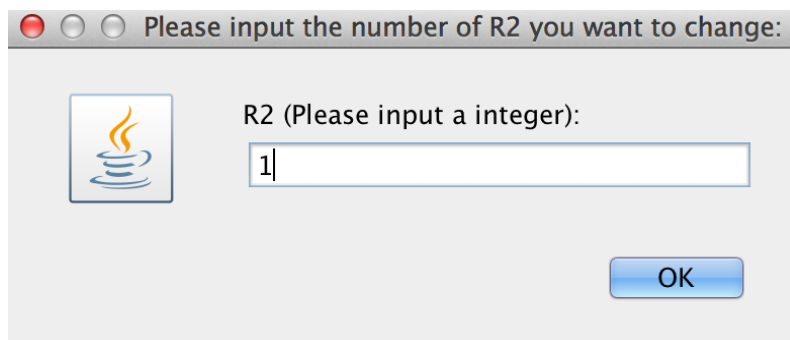 Please input the number of R2 you want to change:
R2 (Please input a integer):
1
OK